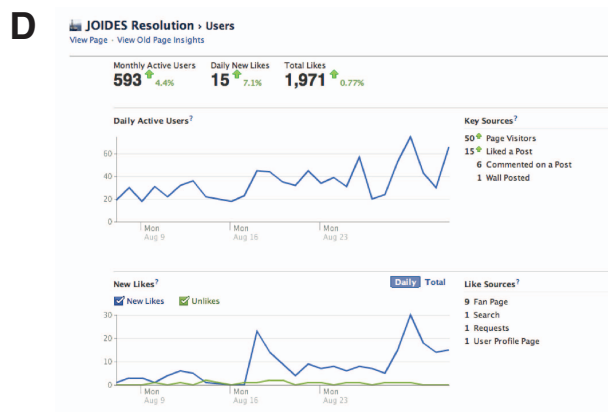 D
JOIDES Resolution › Users
View Page · View Old Page Insights
Monthly Active Users Daily New Likes Total Likes
593 4.4% 15 7.1% 1,971 0.77%
Daily Active Users? Key Sources?
50 Page Visitors
15 Liked a Post
6 Commented on a Post
1 Wall Posted
60
40
20
0
Mon Mon Mon
Aug 9 Aug 16 Aug 23
New Likes? Daily Total Like Sources?
New Likes Unlikes
9 Fan Page
1 Search
1 Requests
1 User Profile Page
30
20
10
0
Mon Mon Mon
Aug 9 Aug 16 Aug 23